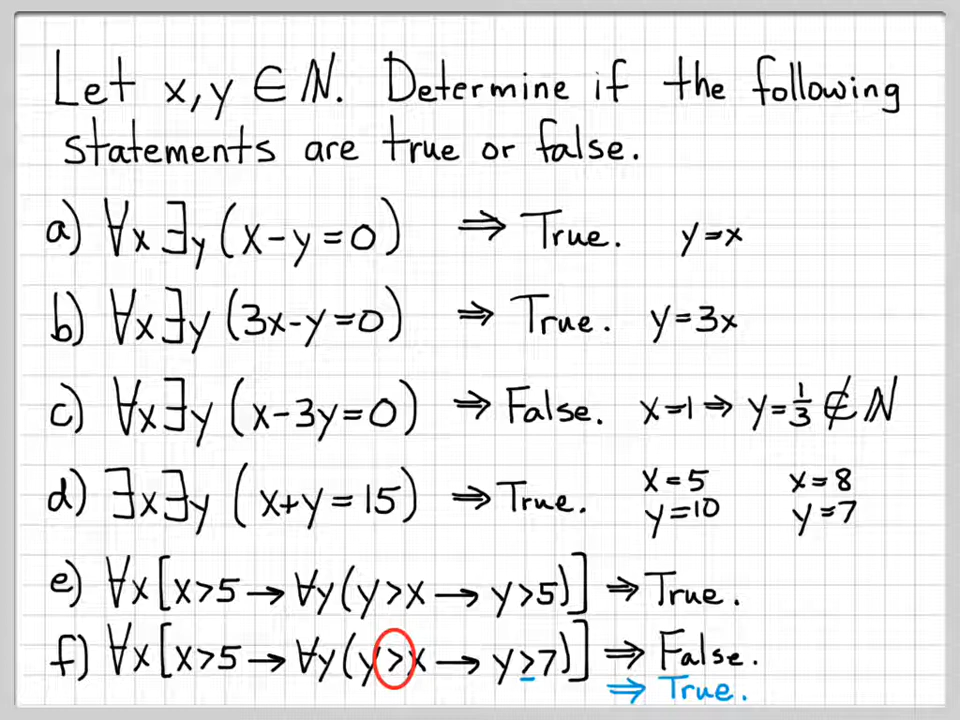 Let x, y ∈ ℕ. Determine if the following
statements are true or false.
a) ∀x ∃y (x-y=0) ⇒ True. y=x
b) ∀x ∃y (3x-y=0) ⇒ True. y=3x
c) ∀x ∃y (x-3y=0) ⇒ False. x=1 ⇒ y=1/3 ∉ ℕ
d) ∃x ∃y (x+y=15) ⇒ True. x=5 y=10 x=8 y=7
e) ∀x [x>5 → ∀y (y>x → y>5)] ⇒ True.
f) ∀x [x>5 → ∀y (y>x → y≥7)] ⇒ False.
⇒ True.